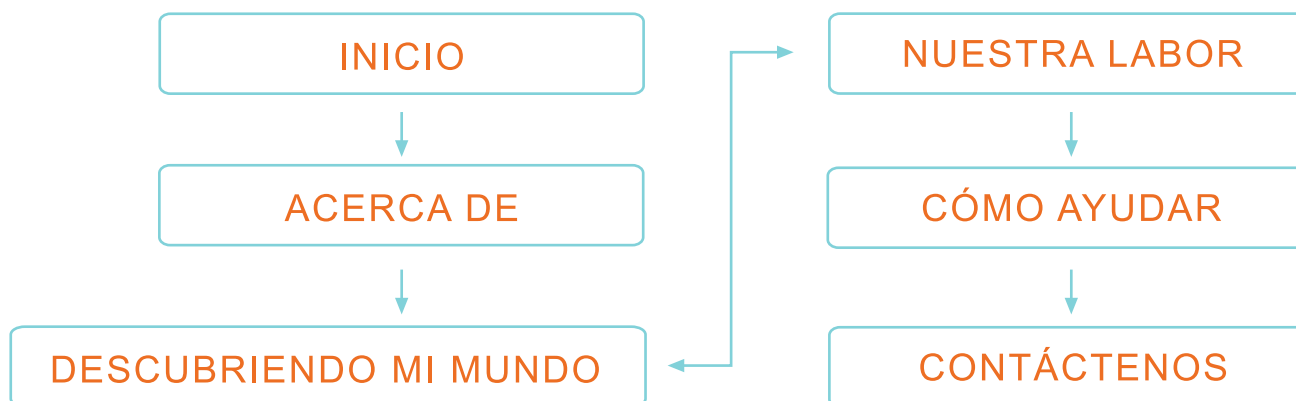 INICIO
ACERCA DE
DESCUBRIENDO MI MUNDO
NUESTRA LABOR
CÓMO AYUDAR
CONTÁCTENOS